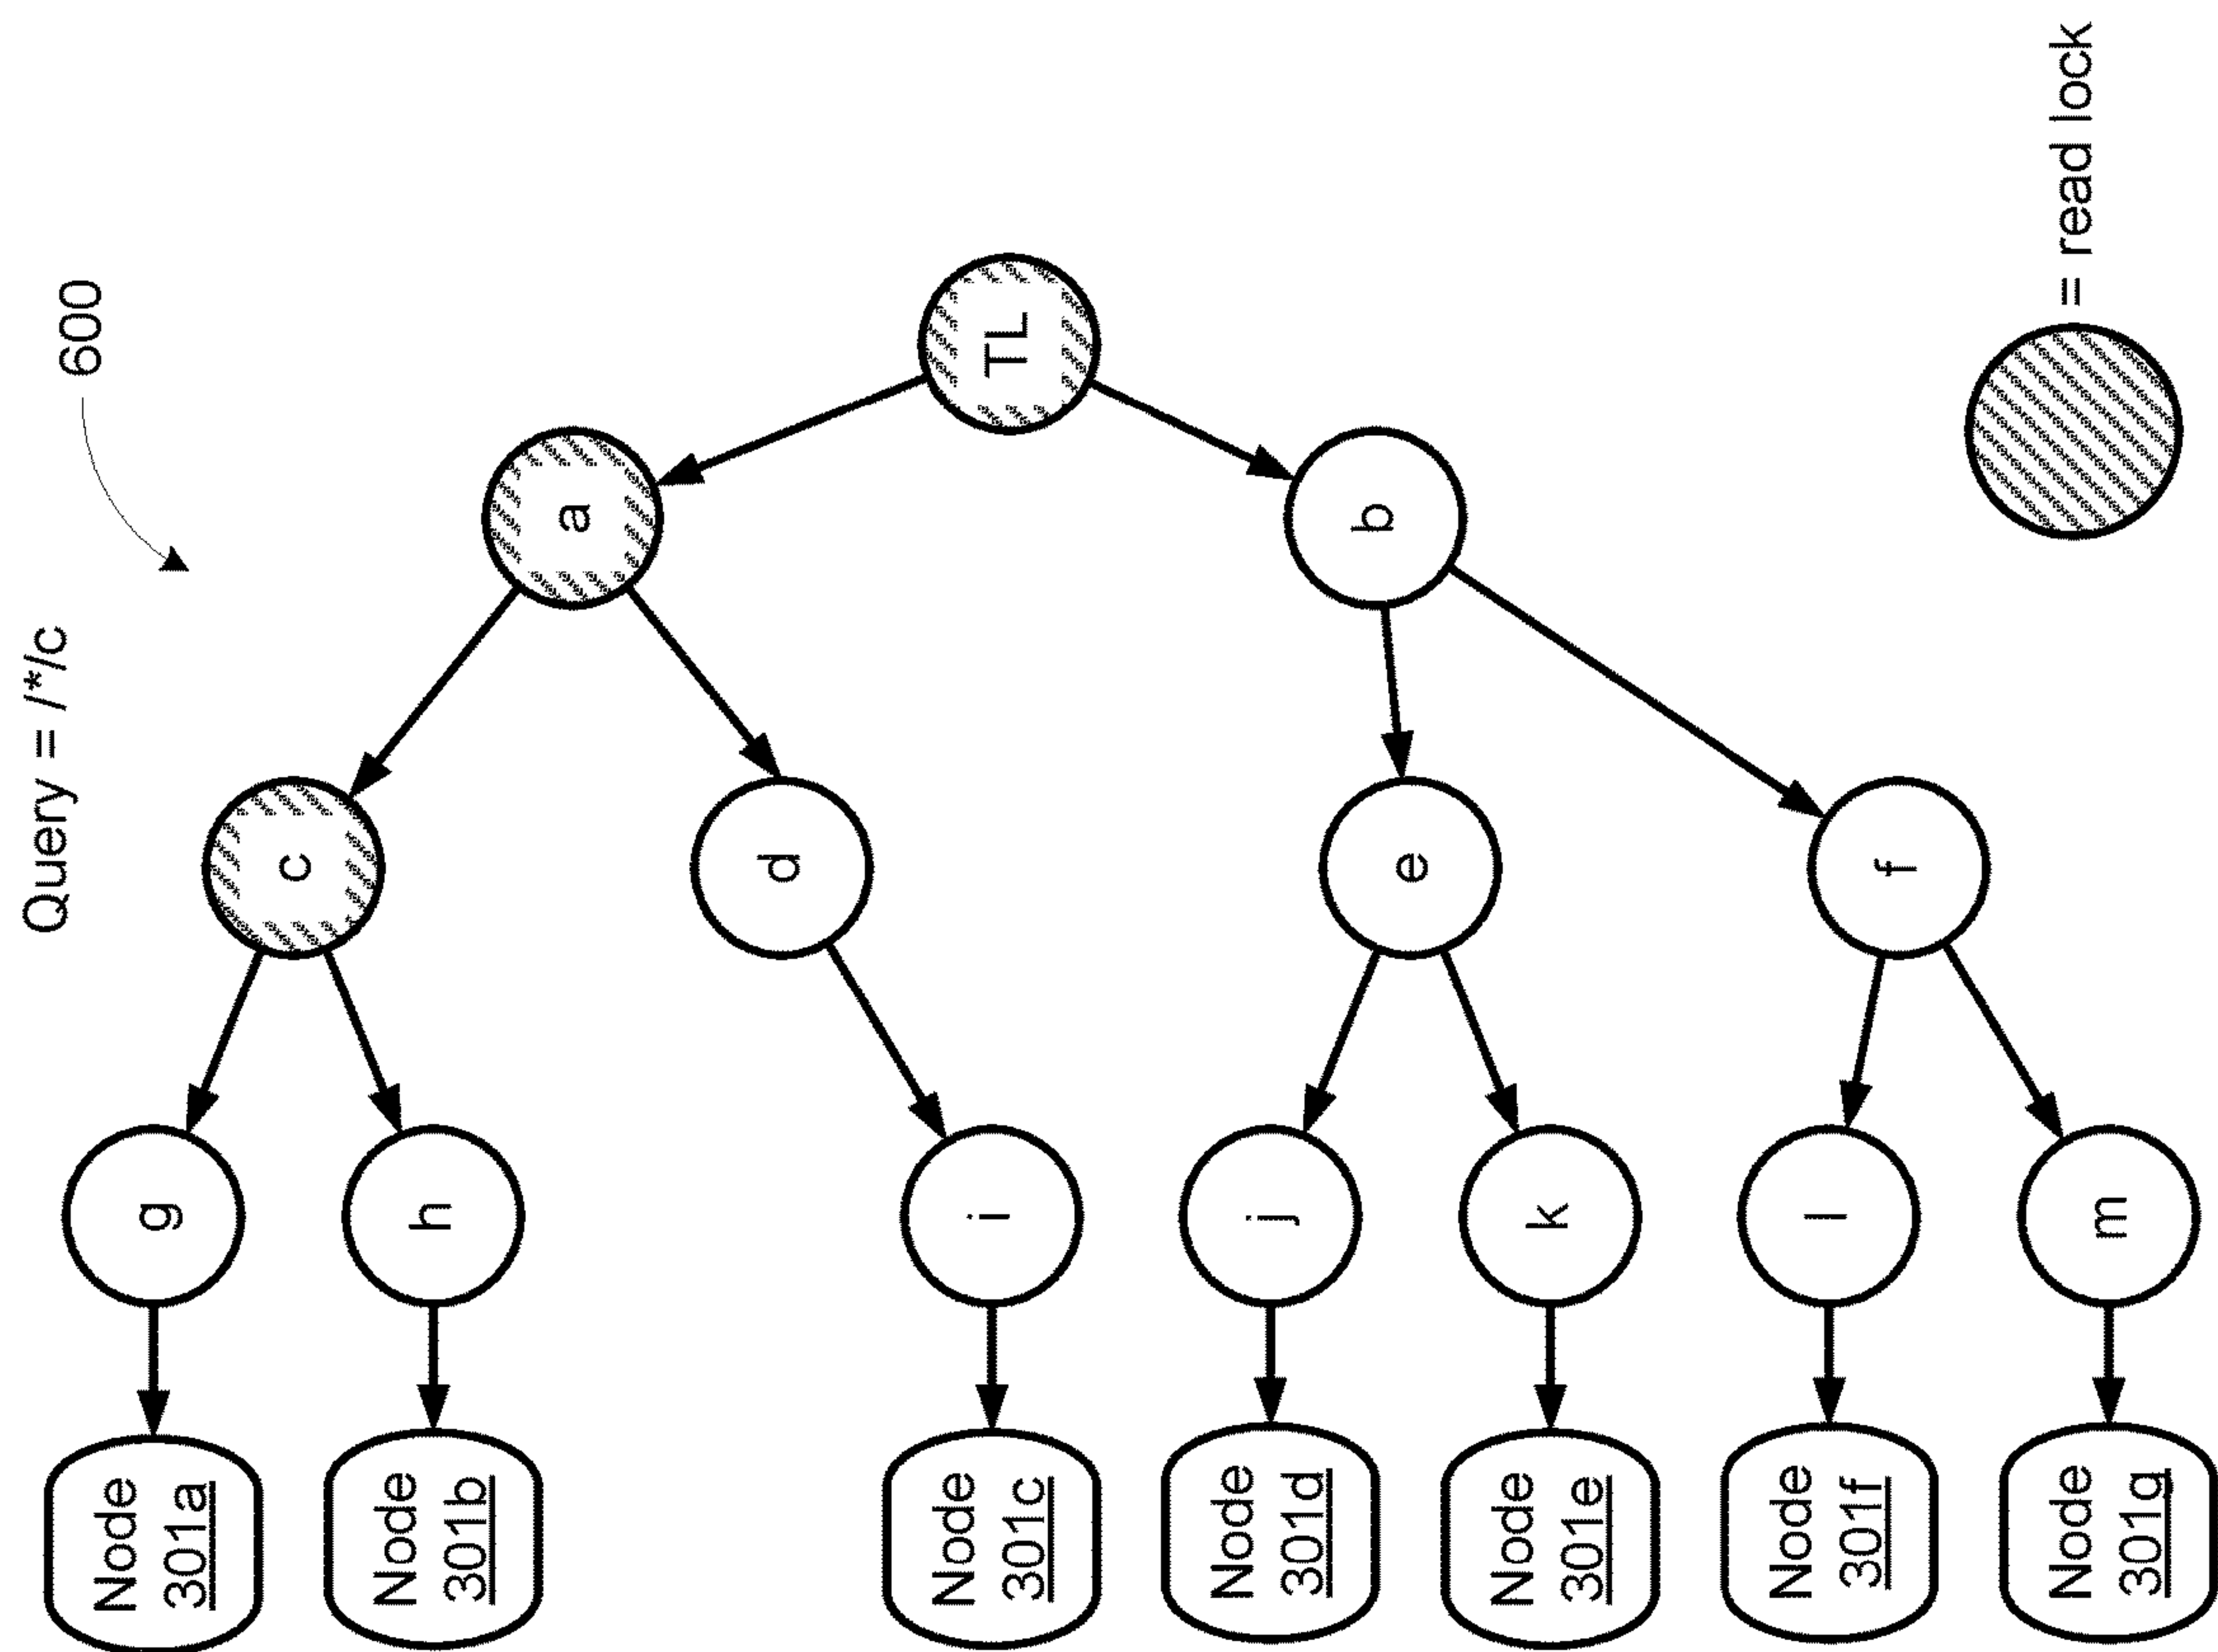 Query = /*/c
600
Node
301a
g
c
Node
301b
h
a
d
TL
Node
301c
i
Node
301d
j
b
e
Node
301e
k
Node
301f
l
f
Node
301g
m
= read lock